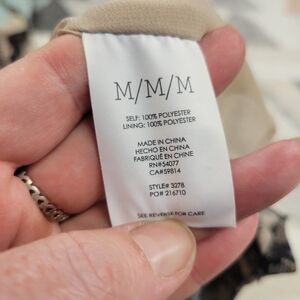 M/M/M
SELF: 100% POLYESTER
LINING: 100% POLYESTER
MADE IN CHINA
HECHO EN CHINA
FABRIQUÉ EN CHINE
RN#54077
CA#59814
STYLE# 3278
PO# 216710
SEE REVERSE FOR CARE